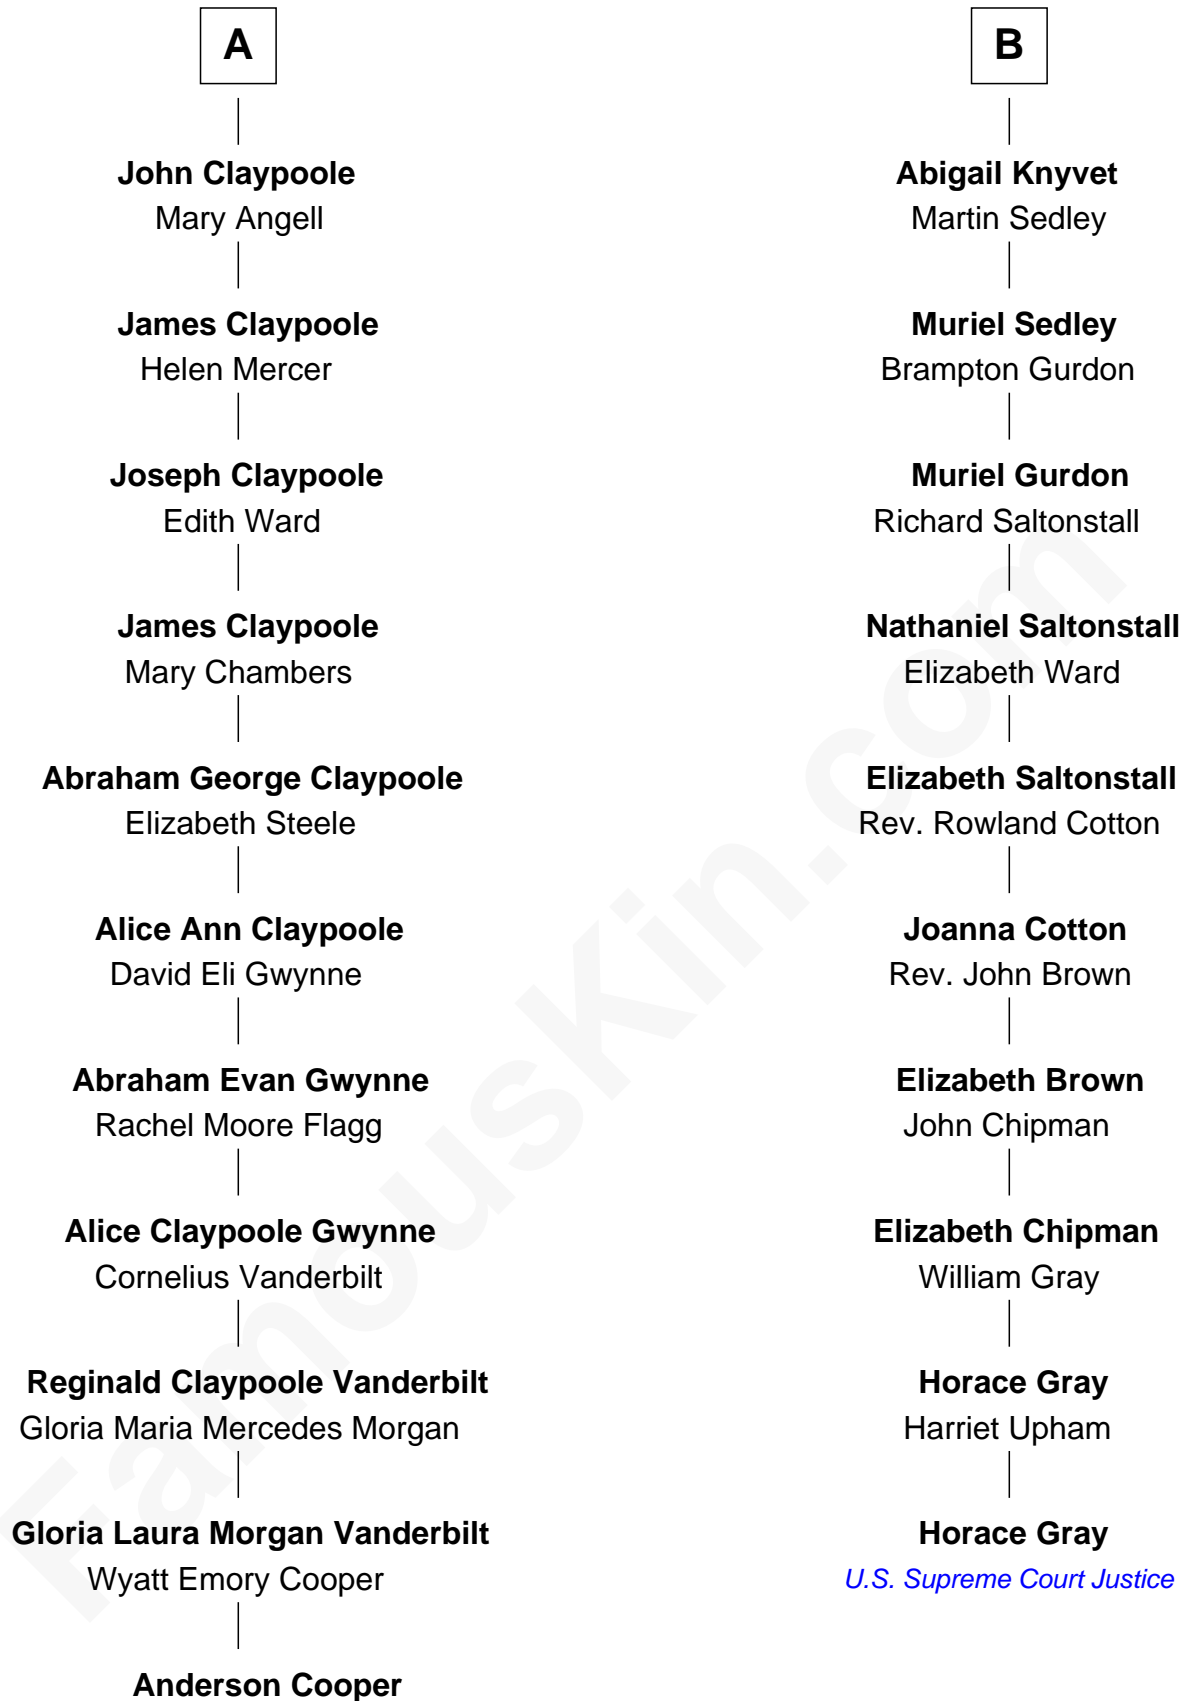 A
John Claypoole
Mary Angell
James Claypoole
Helen Mercer
Joseph Claypoole
Edith Ward
James Claypoole
Mary Chambers
Abraham George Claypoole
Elizabeth Steele
Alice Ann Claypoole
David Eli Gwynne
Abraham Evan Gwynne
Rachel Moore Flagg
Alice Claypoole Gwynne
Cornelius Vanderbilt
Reginald Claypoole Vanderbilt
Gloria Maria Mercedes Morgan
Gloria Laura Morgan Vanderbilt
Wyatt Emory Cooper
Anderson Cooper
B
Abigail Knyvet
Martin Sedley
Muriel Sedley
Brampton Gurdon
Muriel Gurdon
Richard Saltonstall
Nathaniel Saltonstall
Elizabeth Ward
Elizabeth Saltonstall
Rev. Rowland Cotton
Joanna Cotton
Rev. John Brown
Elizabeth Brown
John Chipman
Elizabeth Chipman
William Gray
Horace Gray
Harriet Upham
Horace Gray
U.S. Supreme Court Justice
FamousKin.com